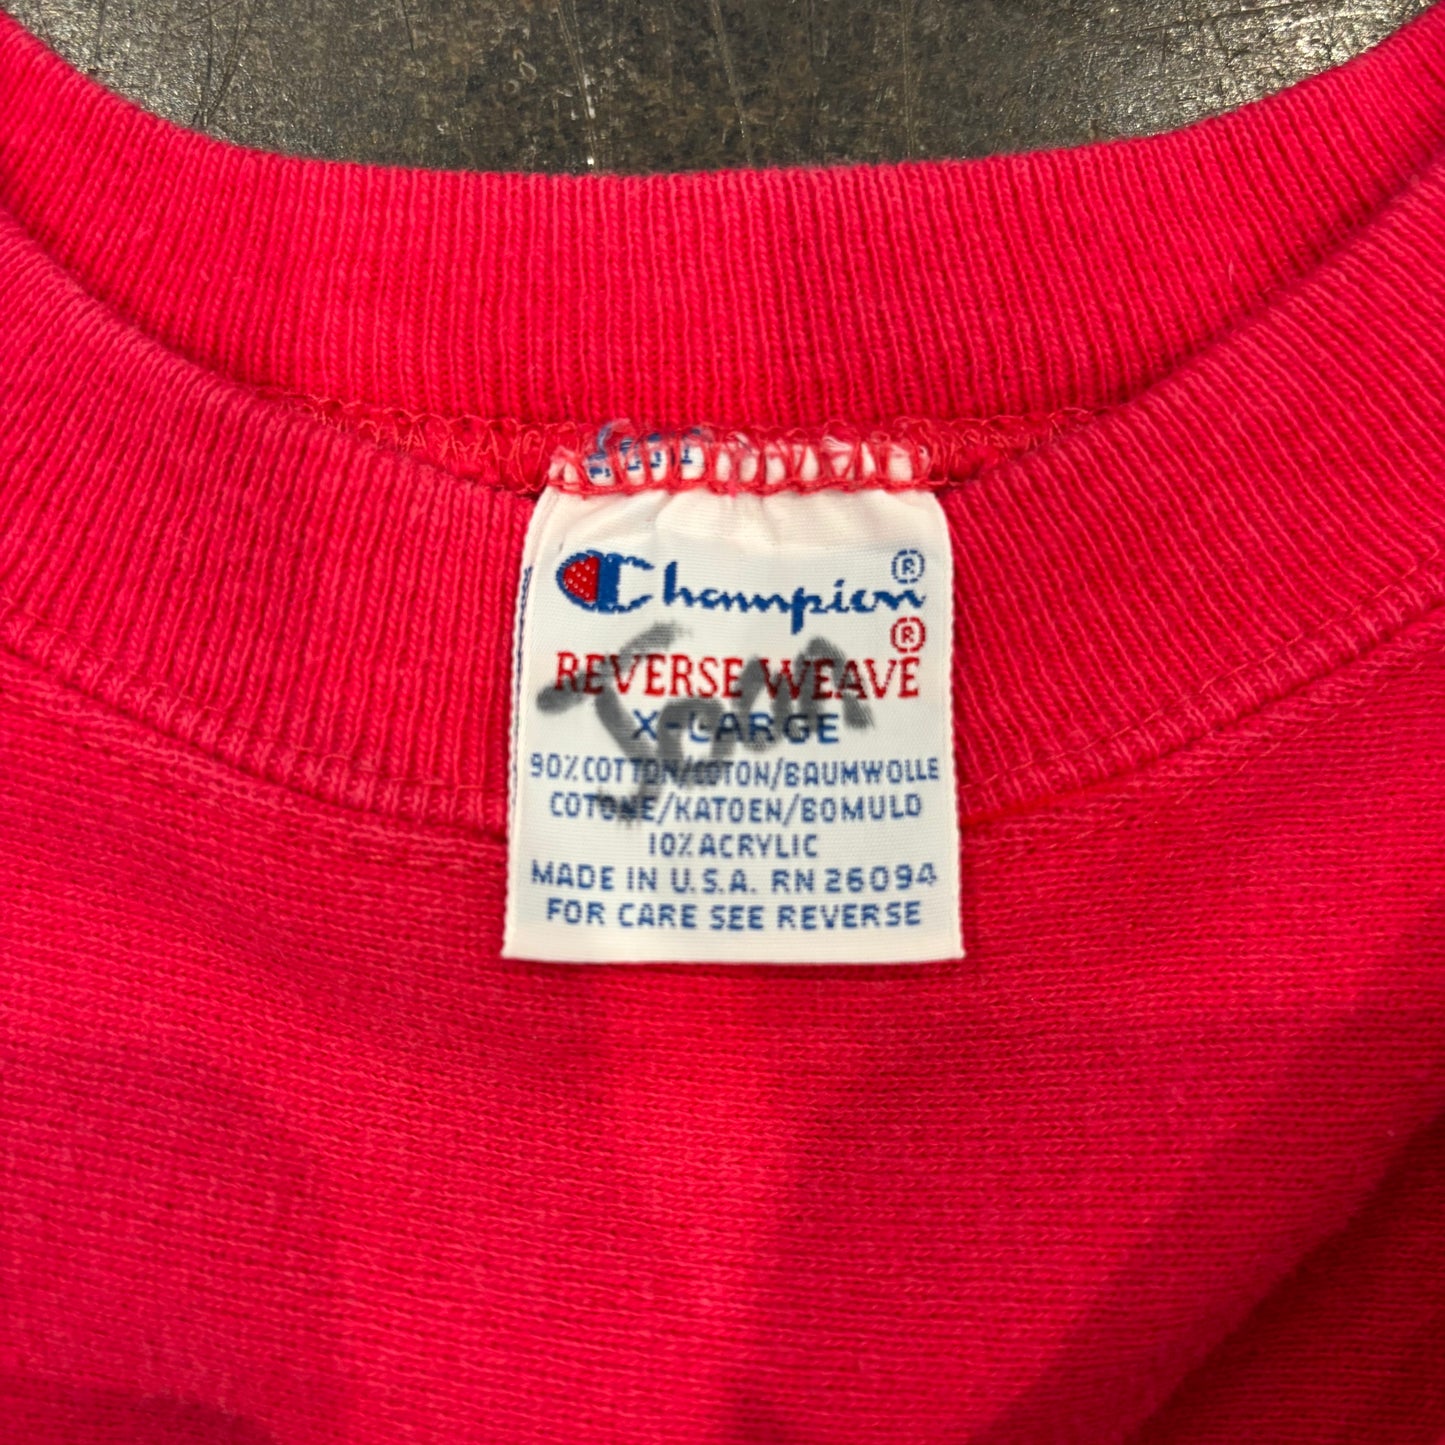 Champion®
REVERSE WEAVE®
X-LARGE
90% COTTON/COTON/BAUMWOLLE
COTONE/KATOEN/BOMULD
10% ACRYLIC
MADE IN U.S.A. RN 26094
FOR CARE SEE REVERSE